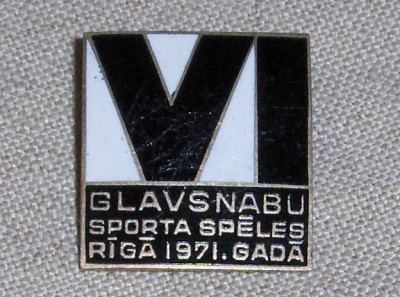 VI
GLAVSNABU
SPORTA SPĒLES
RĪGĀ 1971. GADĀ